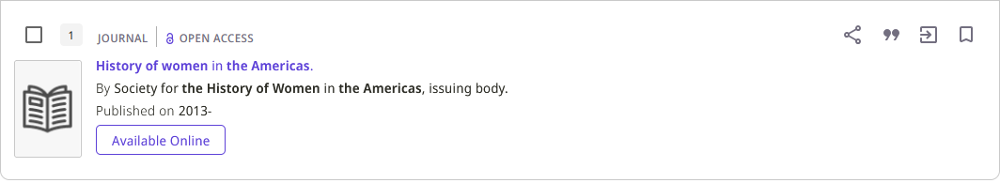 1 JOURNAL OPEN ACCESS
History of women in the Americas.
By Society for the History of Women in the Americas, issuing body.
Published on 2013-
Available Online